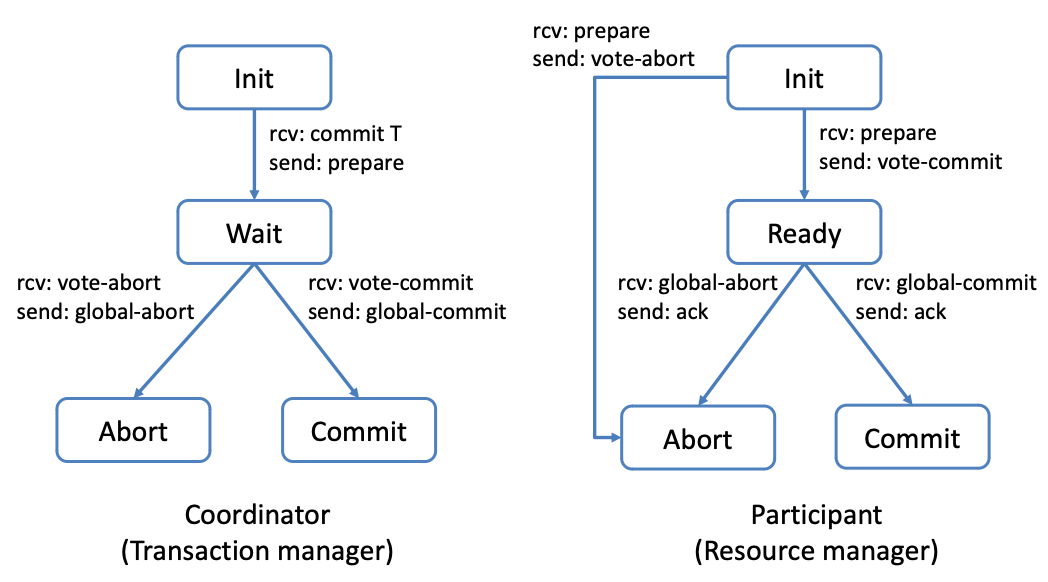 Init
rcv: commit T
send: prepare
Wait
rcv: vote-abort
send: global-abort
rcv: vote-commit
send: global-commit
Abort
Commit
Coordinator
(Transaction manager)
rcv: prepare
send: vote-abort
Init
rcv: prepare
send: vote-commit
Ready
rcv: global-abort
send: ack
rcv: global-commit
send: ack
Abort
Commit
Participant
(Resource manager)